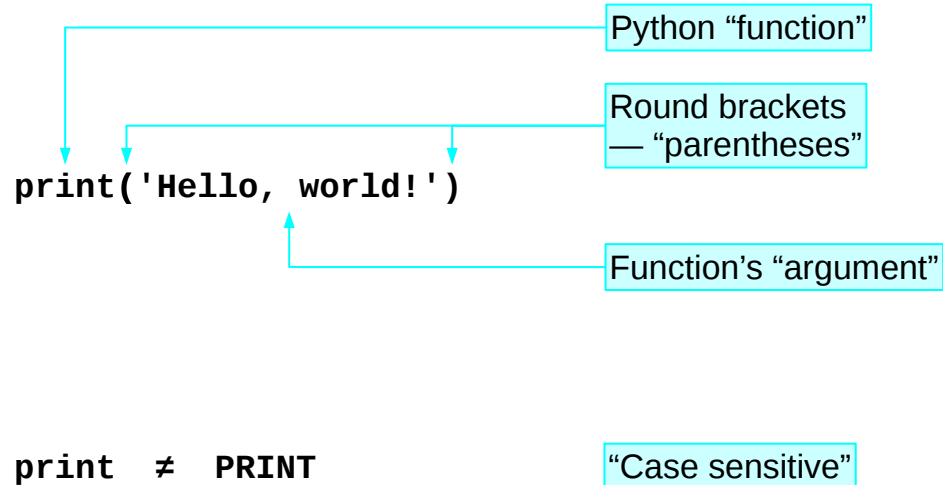 Python “function”
Round brackets
— “parentheses”
print('Hello, world!')
Function’s “argument”
print ≠ PRINT
“Case sensitive”